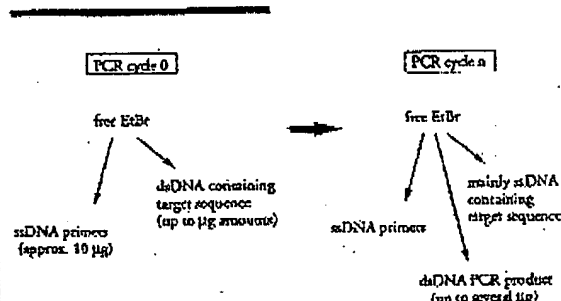 PCR cycle 0
free EtBr
dsDNA containing
target sequence
(up to µg amounts)
ssDNA primers
(approx. 10 µg)
PCR cycle n
free EtBr
mainly ssDNA
containing
target sequence
ssDNA primers
dsDNA PCR product
(up to several µg)